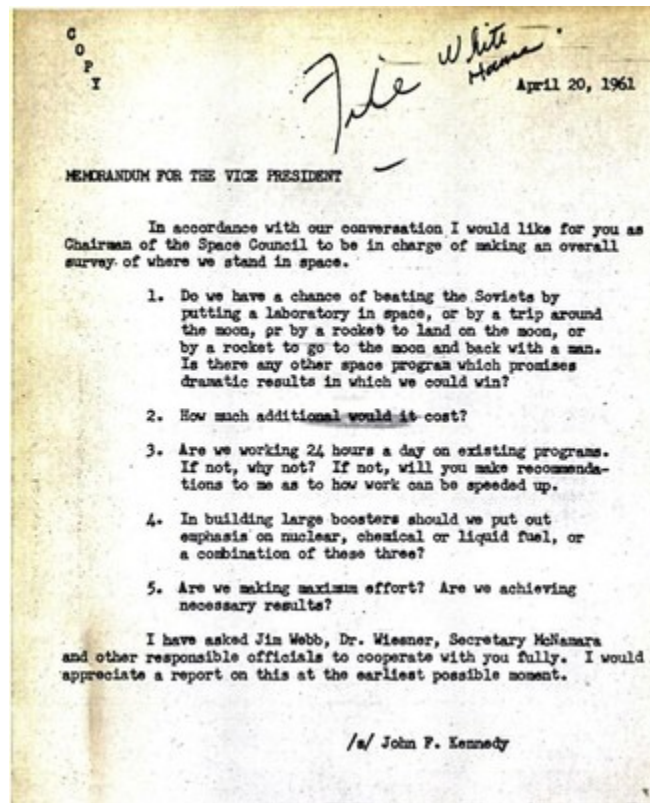 C
O
P
Y
File White
House
April 20, 1961
MEMORANDUM FOR THE VICE PRESIDENT
In accordance with our conversation I would like for you as
Chairman of the Space Council to be in charge of making an overall
survey of where we stand in space.
1. Do we have a chance of beating the Soviets by
putting a laboratory in space, or by a trip around
the moon, or by a rocket to land on the moon, or
by a rocket to go to the moon and back with a man.
Is there any other space program which promises
dramatic results in which we could win?
2. How much additional would it cost?
3. Are we working 24 hours a day on existing programs.
If not, why not? If not, will you make recommenda-
tions to me as to how work can be speeded up.
4. In building large boosters should we put out
emphasis on nuclear, chemical or liquid fuel, or
a combination of these three?
5. Are we making maximum effort? Are we achieving
necessary results?
I have asked Jim Webb, Dr. Wiesner, Secretary McNamara
and other responsible officials to cooperate with you fully. I would
appreciate a report on this at the earliest possible moment.
/s/ John F. Kennedy